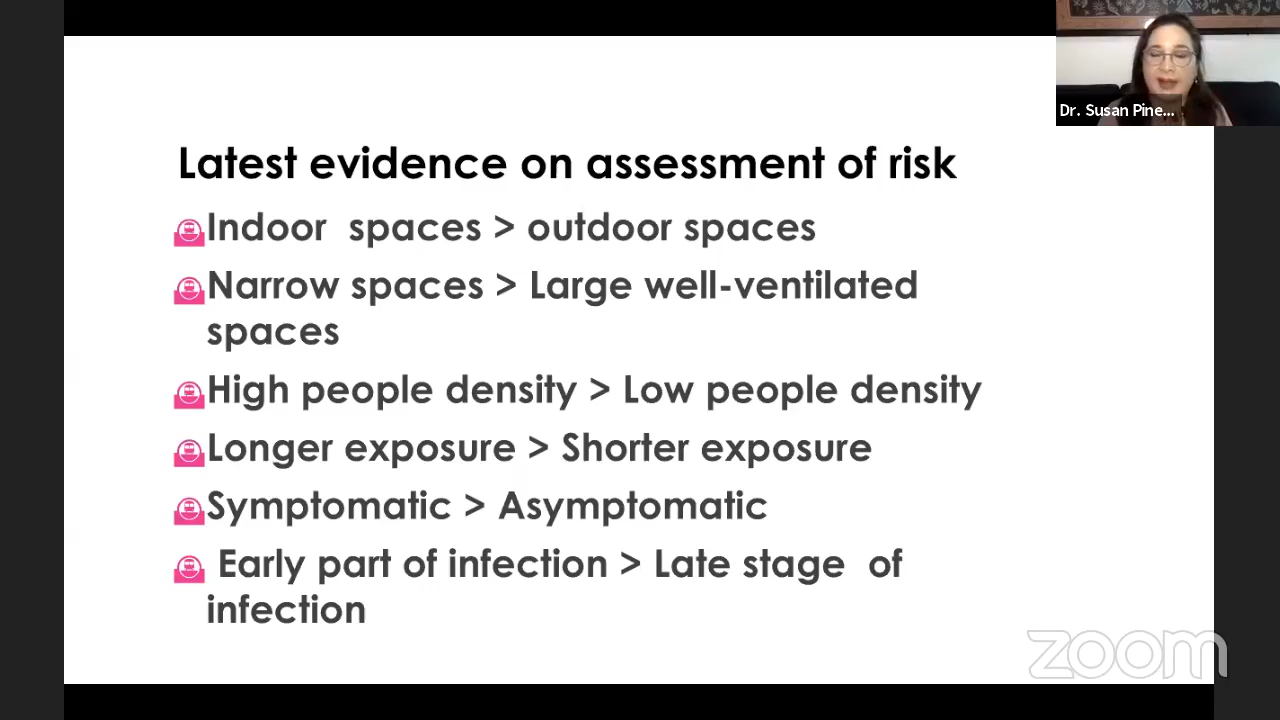 Dr. Susan Pine...
Latest evidence on assessment of risk
Indoor spaces > outdoor spaces
Narrow spaces > Large well-ventilated
spaces
High people density > Low people density
Longer exposure > Shorter exposure
Symptomatic > Asymptomatic
Early part of infection > Late stage of
infection
zoom